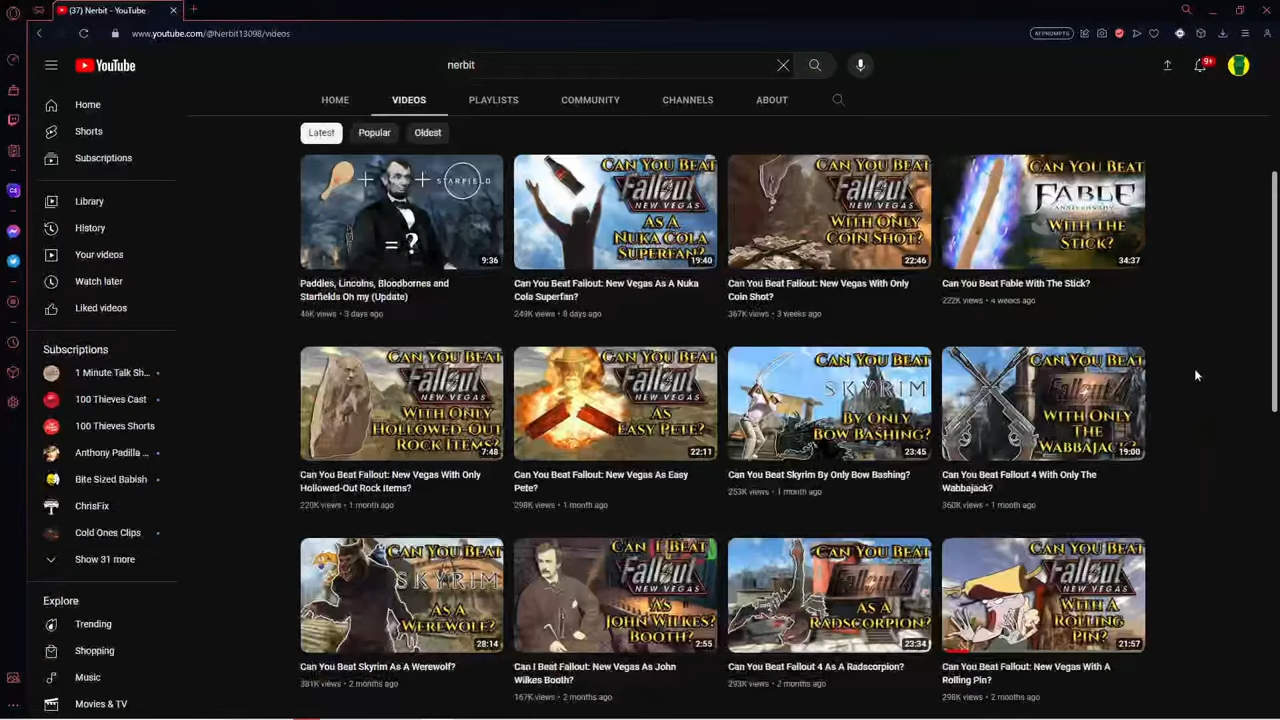 (37) Nerbit - YouTube
www.youtube.com/@Nerbit13098/videos
AI PROMPTS
YouTube
nerbit
9+
HOME
VIDEOS
PLAYLISTS
COMMUNITY
CHANNELS
ABOUT
Latest
Popular
Oldest
Home
Shorts
Subscriptions
Library
History
Your videos
Watch later
Liked videos
Subscriptions
1 Minute Talk Sh...
100 Thieves Cast
100 Thieves Shorts
Anthony Padilla ...
Bite Sized Babish
ChrisFix
Cold Ones Clips
Show 31 more
Explore
Trending
Shopping
Music
Movies & TV
+ + STARFIELD
= ?
9:36
Paddles, Lincolns, Bloodbornes and
Starfields Oh my (Update)
46K views • 3 days ago
CAN YOU BEAT
Fallout
NEW VEGAS
AS A
NUKA COLA
SUPERFAN?
19:40
Can You Beat Fallout: New Vegas As A Nuka
Cola Superfan?
249K views • 8 days ago
CAN YOU BEAT
Fallout
NEW VEGAS
WITH ONLY
COIN SHOT?
22:46
Can You Beat Fallout: New Vegas With Only
Coin Shot?
367K views • 3 weeks ago
CAN YOU BEAT
FABLE
ANNIVERSARY
WITH THE
STICK?
34:37
Can You Beat Fable With The Stick?
222K views • 4 weeks ago
CAN YOU BEAT
Fallout
NEW VEGAS
WITH ONLY
HOLLOWED-OUT
ROCK ITEMS?
7:48
Can You Beat Fallout: New Vegas With Only
Hollowed-Out Rock Items?
220K views • 1 month ago
CAN YOU BEAT
Fallout
NEW VEGAS
AS
EASY PETE?
22:11
Can You Beat Fallout: New Vegas As Easy
Pete?
298K views • 1 month ago
CAN YOU BEAT
SKYRIM
BY ONLY
BOW BASHING?
23:45
Can You Beat Skyrim By Only Bow Bashing?
253K views • 1 month ago
CAN YOU BEAT
Fallout 4
WITH ONLY
THE
WABBAJACK?
19:00
Can You Beat Fallout 4 With Only The
Wabbajack?
360K views • 1 month ago
CAN YOU BEAT
SKYRIM
AS A
WEREWOLF?
28:14
Can You Beat Skyrim As A Werewolf?
381K views • 2 months ago
CAN I BEAT
Fallout
NEW VEGAS
AS
JOHN WILKES
BOOTH?
2:55
Can I Beat Fallout: New Vegas As John
Wilkes Booth?
167K views • 2 months ago
CAN YOU BEAT
Fallout 4
AS A
RADSCORPION?
23:34
Can You Beat Fallout 4 As A Radscorpion?
293K views • 2 months ago
CAN YOU BEAT
Fallout
NEW VEGAS
WITH A
ROLLING
PIN?
21:57
Can You Beat Fallout: New Vegas With A
Rolling Pin?
298K views • 2 months ago